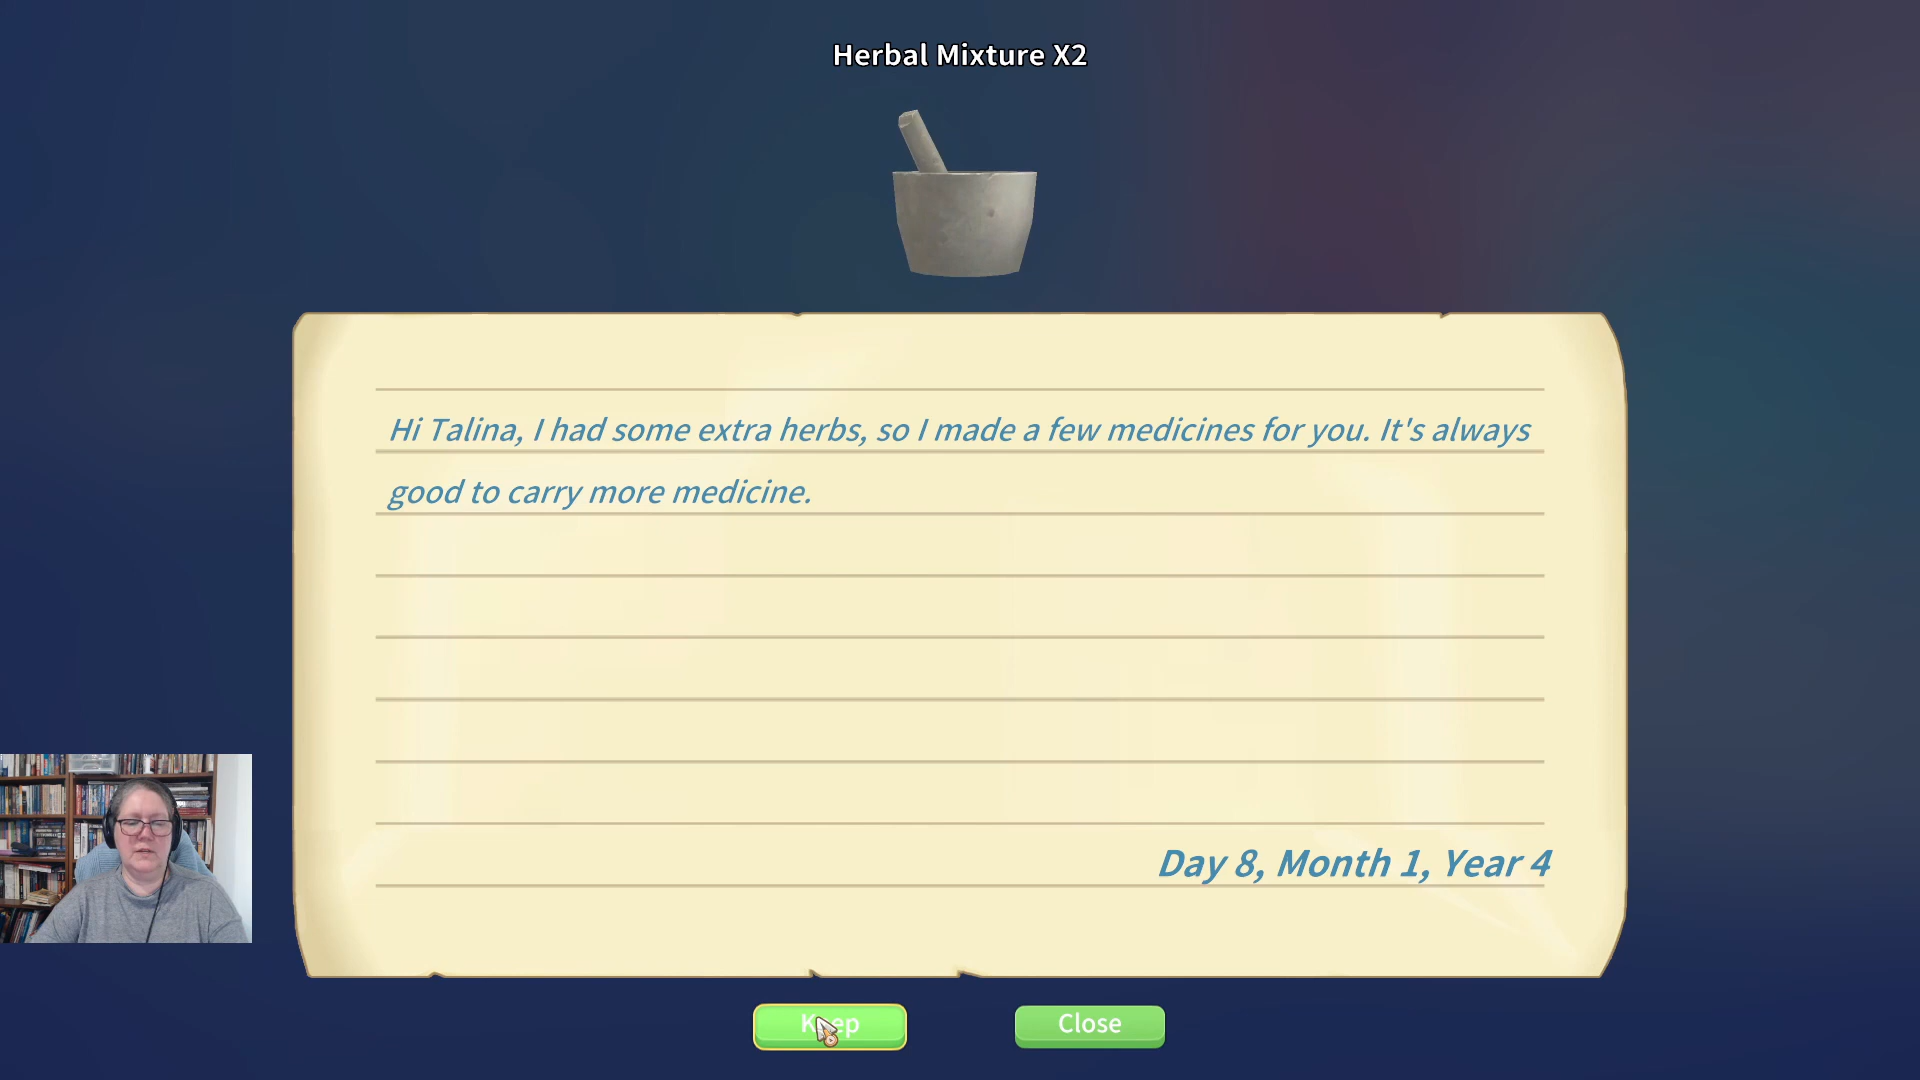 Herbal Mixture X2
Hi Talina, I had some extra herbs, so I made a few medicines for you. It's always
good to carry more medicine.
Day 8, Month 1, Year 4
Keep
Close